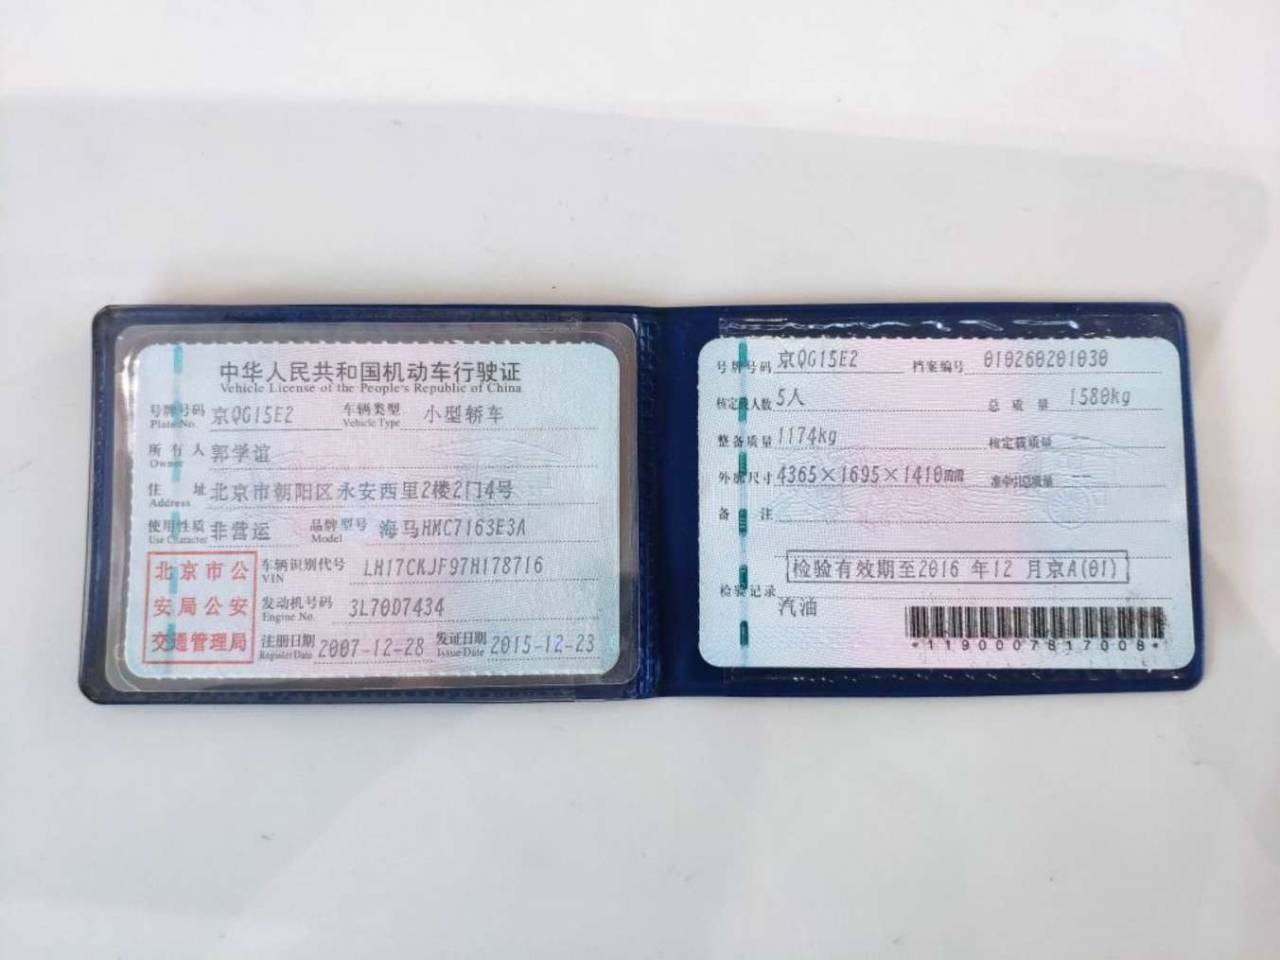 中华人民共和国机动车行驶证
Vehicle License of the People's Republic of China
号牌号码 京QG15E2 车辆类型 小型轿车
Plate No. Vehicle Type
所有人 郭学谊
Owner
住址 北京市朝阳区永安西里2楼2门4号
Address
使用性质 非营运 品牌型号 海马HMC7163E3A
Use Character Model
北京市公安局公安交通管理局
车辆识别代号 LH17CKJF97H178716
VIN
发动机号码 3L70D7434
Engine No.
注册日期 2007-12-28 发证日期 2015-12-23
Register Date Issue Date
号牌号码 京QG15E2 档案编号 010260201030
核定载人数 5人 总质量 1580kg
整备质量 1174kg 核定载质量
外廓尺寸 4365×1695×1410mm 准牵引总质量 --
备注
检验有效期至2016 年12 月京A(01)
检验记录
汽油
*1190007817008*